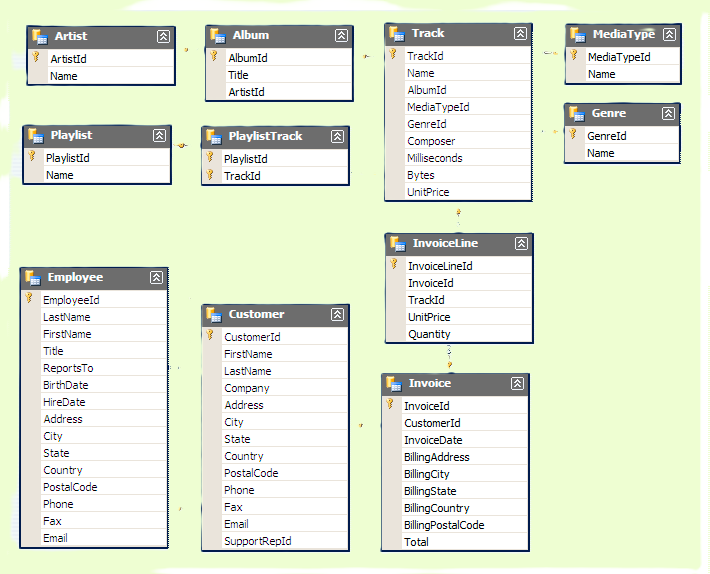 Artist
ArtistId
Name
Album
AlbumId
Title
ArtistId
Track
TrackId
Name
AlbumId
MediaTypeId
GenreId
Composer
Milliseconds
Bytes
UnitPrice
MediaType
MediaTypeId
Name
Genre
GenreId
Name
Playlist
PlaylistId
Name
PlaylistTrack
PlaylistId
TrackId
InvoiceLine
InvoiceLineId
InvoiceId
TrackId
UnitPrice
Quantity
Employee
EmployeeId
LastName
FirstName
Title
ReportsTo
BirthDate
HireDate
Address
City
State
Country
PostalCode
Phone
Fax
Email
Customer
CustomerId
FirstName
LastName
Company
Address
City
State
Country
PostalCode
Phone
Fax
Email
SupportRepId
Invoice
InvoiceId
CustomerId
InvoiceDate
BillingAddress
BillingCity
BillingState
BillingCountry
BillingPostalCode
Total